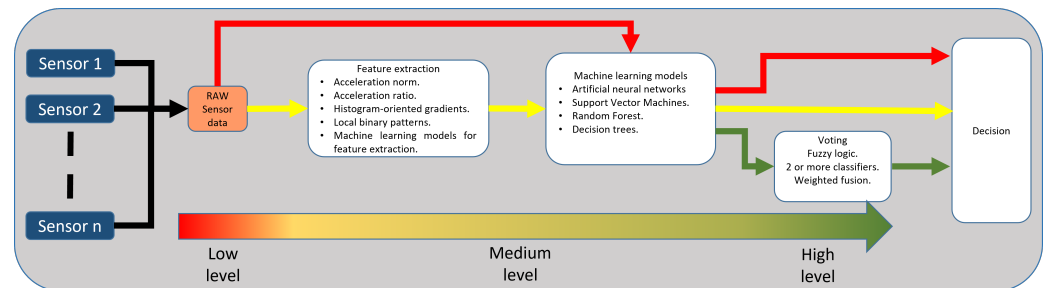 Sensor 1
Sensor 2
Sensor n
RAW
Sensor
data
Feature extraction
• Acceleration norm.
• Acceleration ratio.
• Histogram-oriented gradients.
• Local binary patterns.
• Machine learning models for
feature extraction.
Machine learning models
• Artificial neural networks
• Support Vector Machines.
• Random Forest.
• Decision trees.
Voting
Fuzzy logic.
2 or more classifiers.
Weighted fusion.
Decision
Low
level
Medium
level
High
level